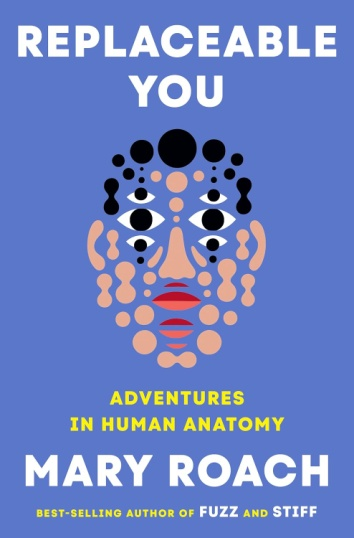 REPLACEABLE
YOU
ADVENTURES
IN HUMAN ANATOMY
MARY ROACH
BEST-SELLING AUTHOR OF FUZZ AND STIFF